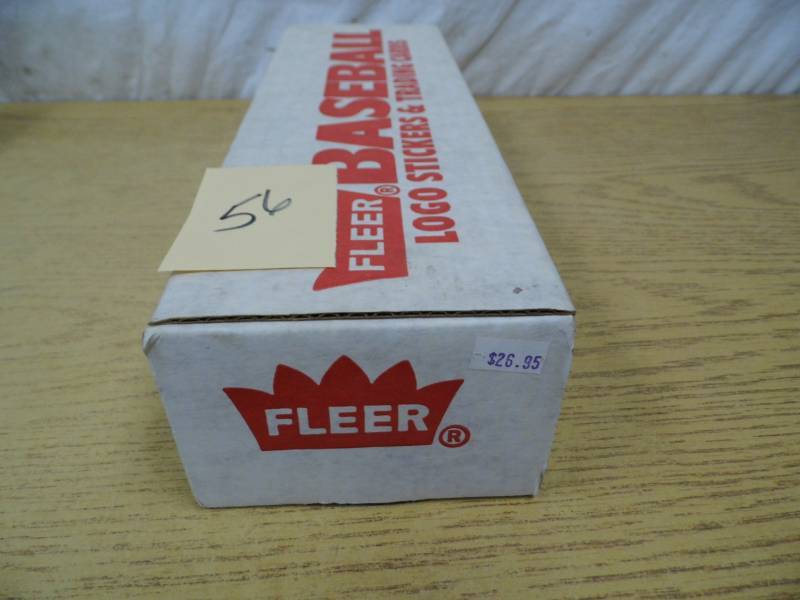 FLEER® BASEBALL
LOGO STICKERS & TRADING CARDS
56
$26.95
FLEER®